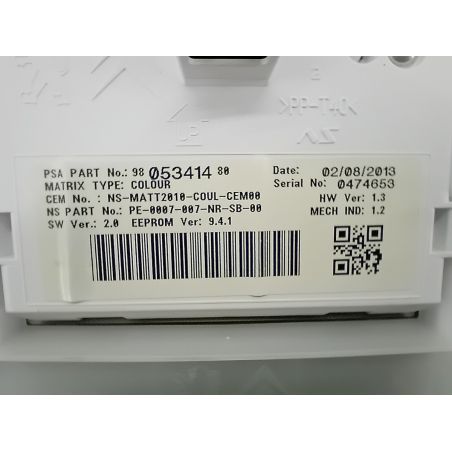 >PP-T40<
PSA PART No.: 98 053414 80
Date: 02/08/2013
MATRIX TYPE: COLOUR
Serial No: 0474653
CEM No.: NS-MATT2010-COUL-CEM00
HW Ver: 1.3
NS PART No.: PE-0007-007-NR-SB-00
MECH IND: 1.2
SW Ver.: 2.0 EEPROM Ver: 9.4.1